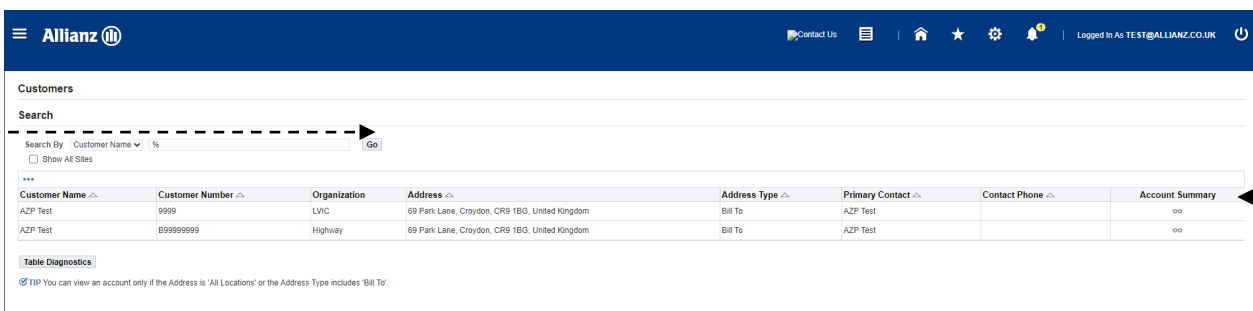 Allianz Contact Us 1 Logged In As TEST@ALLIANZ.CO.UK
Customers
Search
Search By Customer Name % Go
Show All Sites
Customer Name Customer Number Organization Address Address Type Primary Contact Contact Phone Account Summary
AZP Test 9999 LVIC 69 Park Lane, Croydon, CR9 1BG, United Kingdom Bill To AZP Test
AZP Test B99999999 Highway 69 Park Lane, Croydon, CR9 1BG, United Kingdom Bill To AZP Test
Table Diagnostics
TIP You can view an account only if the Address is 'All Locations' or the Address Type includes 'Bill To'.